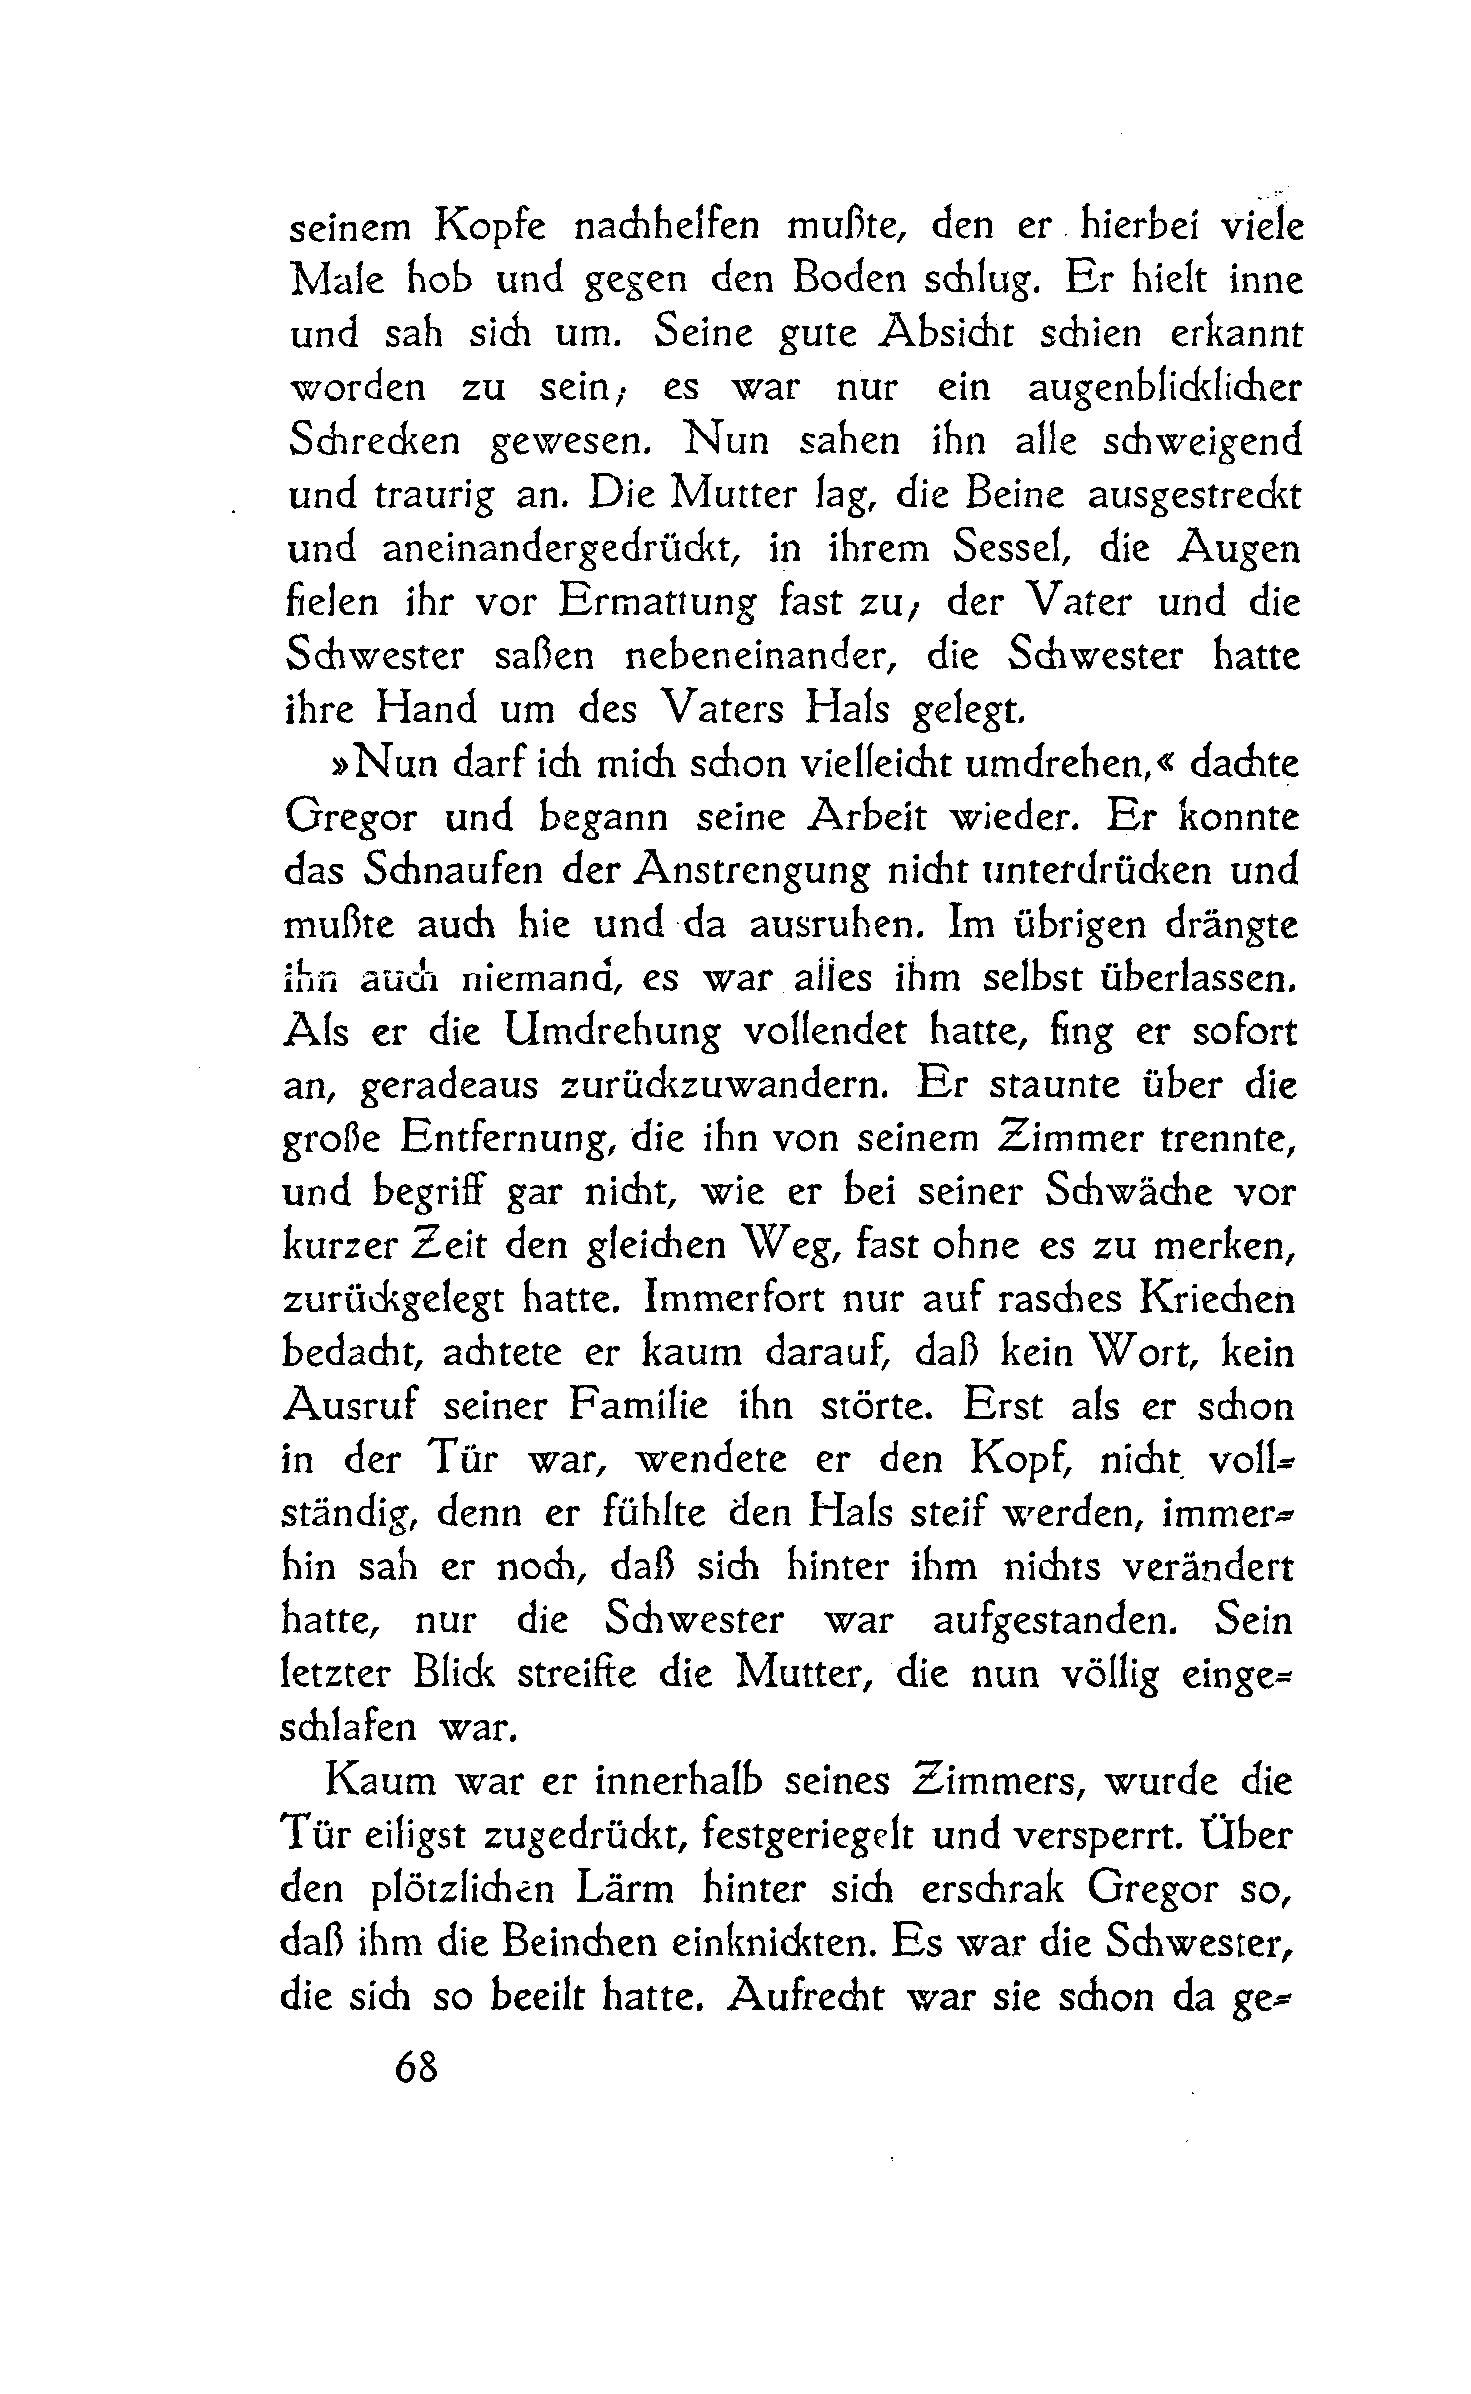 seinem Kopfe nachhelfen mußte, den er hierbei viele
Male hob und gegen den Boden schlug. Er hielt inne
und sah sich um. Seine gute Absicht schien erkannt
worden zu sein; es war nur ein augenblicklicher
Schrecken gewesen. Nun sahen ihn alle schweigend
und traurig an. Die Mutter lag, die Beine ausgestreckt
und aneinandergedrückt, in ihrem Sessel, die Augen
fielen ihr vor Ermattung fast zu; der Vater und die
Schwester saßen nebeneinander, die Schwester hatte
ihre Hand um des Vaters Hals gelegt.
»Nun darf ich mich schon vielleicht umdrehen,« dachte
Gregor und begann seine Arbeit wieder. Er konnte
das Schnaufen der Anstrengung nicht unterdrücken und
mußte auch hie und da ausruhen. Im übrigen drängte
ihn auch niemand, es war alles ihm selbst überlassen.
Als er die Umdrehung vollendet hatte, fing er sofort
an, geradeaus zurückzuwandern. Er staunte über die
große Entfernung, die ihn von seinem Zimmer trennte,
und begriff gar nicht, wie er bei seiner Schwäche vor
kurzer Zeit den gleichen Weg, fast ohne es zu merken,
zurückgelegt hatte. Immerfort nur auf rasches Kriechen
bedacht, achtete er kaum darauf, daß kein Wort, kein
Ausruf seiner Familie ihn störte. Erst als er schon
in der Tür war, wendete er den Kopf, nicht voll-
ständig, denn er fühlte den Hals steif werden, immer-
hin sah er noch, daß sich hinter ihm nichts verändert
hatte, nur die Schwester war aufgestanden. Sein
letzter Blick streifte die Mutter, die nun völlig einge-
schlafen war.
Kaum war er innerhalb seines Zimmers, wurde die
Tür eiligst zugedrückt, festgeriegelt und versperrt. Über
den plötzlichen Lärm hinter sich erschrak Gregor so,
daß ihm die Beinchen einknickten. Es war die Schwester,
die sich so beeilt hatte. Aufrecht war sie schon da ge-
68